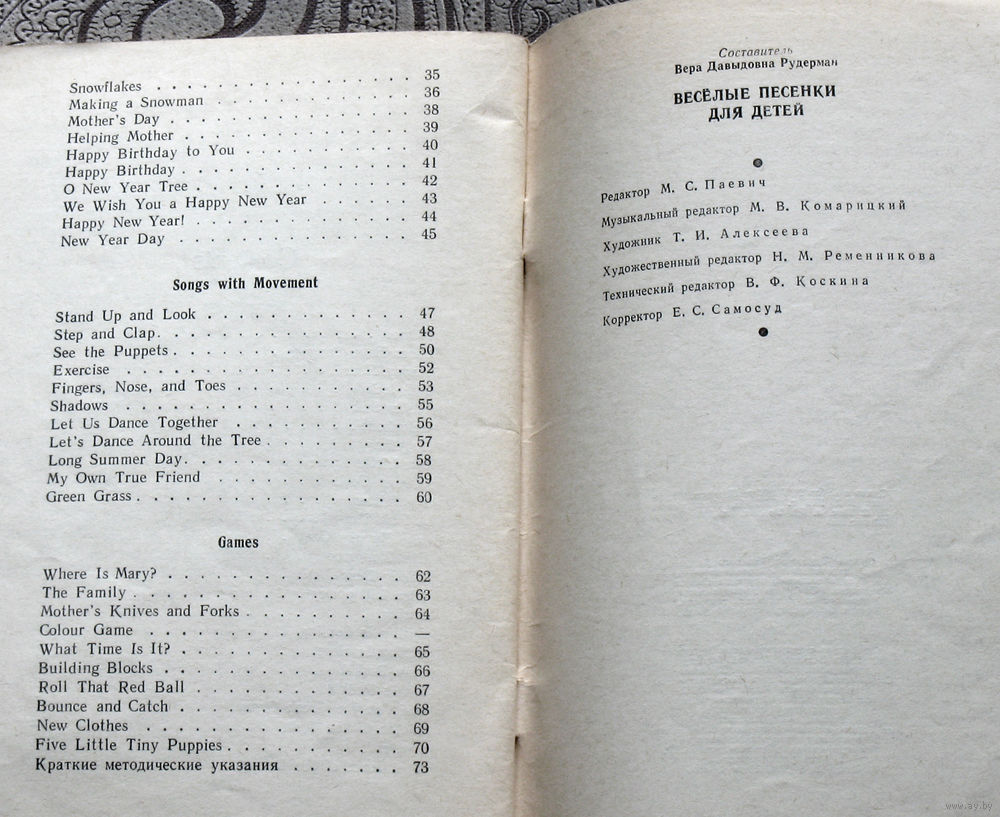 Snowflakes . . . . . . . . . . . . . . 35
Making a Snowman . . . . . . . . . . 36
Mother's Day . . . . . . . . . . . . . 38
Helping Mother . . . . . . . . . . . . 39
Happy Birthday to You . . . . . . . . . 40
Happy Birthday . . . . . . . . . . . . 41
O New Year Tree . . . . . . . . . . . 42
We Wish You a Happy New Year . . . . . . 43
Happy New Year! . . . . . . . . . . . 44
New Year Day . . . . . . . . . . . . 45
Songs with Movement
Stand Up and Look . . . . . . . . . . . 47
Step and Clap . . . . . . . . . . . . . 48
See the Puppets . . . . . . . . . . . . 50
Exercise . . . . . . . . . . . . . . 52
Fingers, Nose, and Toes . . . . . . . . . 53
Shadows . . . . . . . . . . . . . . 55
Let Us Dance Together . . . . . . . . . 56
Let's Dance Around the Tree . . . . . . . 57
Long Summer Day . . . . . . . . . . . . 58
My Own True Friend . . . . . . . . . . 59
Green Grass . . . . . . . . . . . . . . 60
Games
Where Is Mary? . . . . . . . . . . . . 62
The Family . . . . . . . . . . . . . . 63
Mother's Knives and Forks . . . . . . . . 64
Colour Game . . . . . . . . . . . . . —
What Time Is It? . . . . . . . . . . . 65
Building Blocks . . . . . . . . . . . . 66
Roll That Red Ball . . . . . . . . . . . 67
Bounce and Catch . . . . . . . . . . . 68
New Clothes . . . . . . . . . . . . . 69
Five Little Tiny Puppies . . . . . . . . . 70
Краткие методические указания . . . . . . . 73
Составитель
Вера Давыдовна Рудерман
ВЕСЁЛЫЕ ПЕСЕНКИ
ДЛЯ ДЕТЕЙ
Редактор М. С. Паевич
Музыкальный редактор М. В. Комарицкий
Художник Т. И. Алексеева
Художественный редактор Н. М. Ременникова
Технический редактор В. Ф. Коскина
Корректор Е. С. Самосуд
www.ay.by